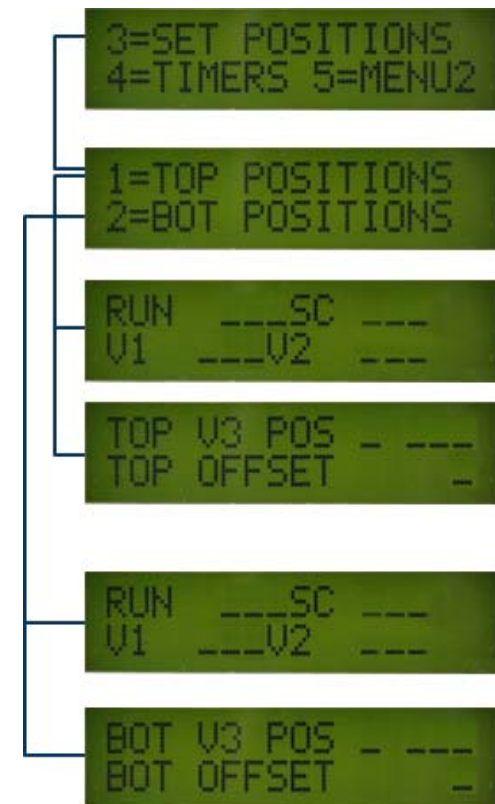 3=SET POSITIONS
4=TIMERS 5=MENU2
1=TOP POSITIONS
2=BOT POSITIONS
RUN ___SC ___
V1 ___V2 ___
TOP V3 POS _ ___
TOP OFFSET _
RUN ___SC ___
V1 ___V2 ___
BOT V3 POS _ ___
BOT OFFSET _